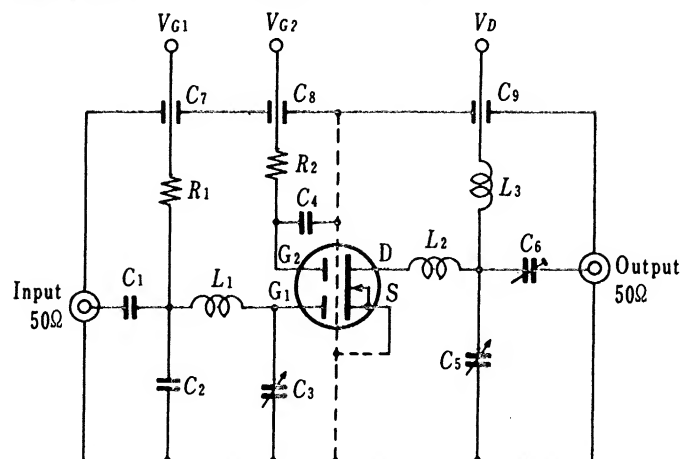 VG1
VG2
VD
C7
C8
C9
R1
R2
C4
L3
G2
D
L2
C6
C1
L1
G1
S
Input
50Ω
Output
50Ω
C2
C3
C5